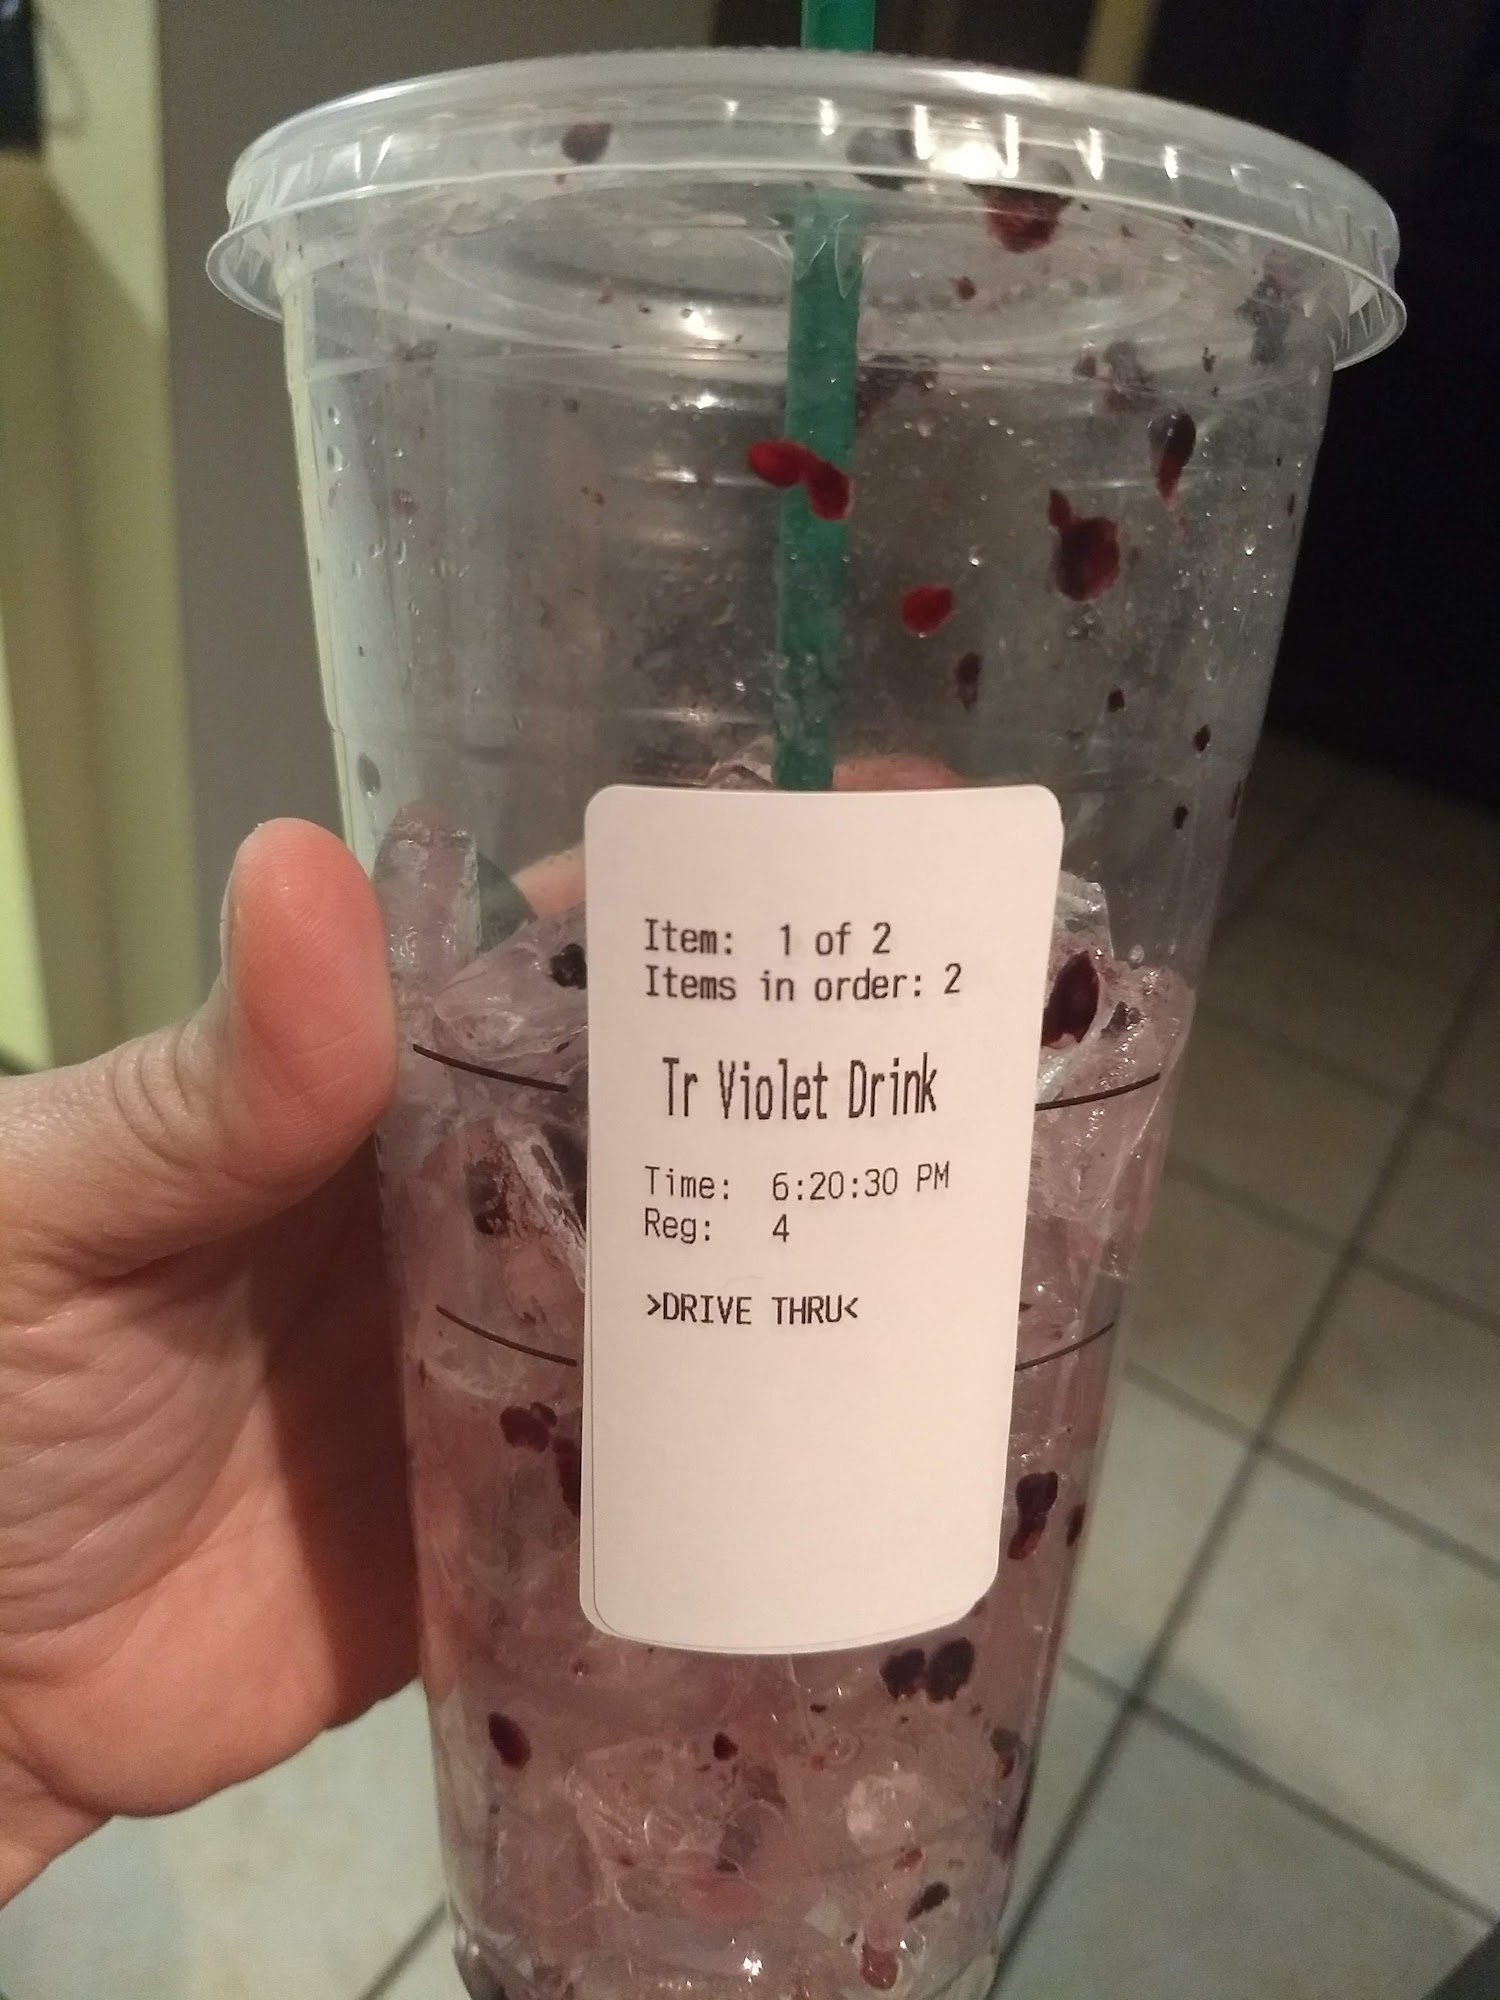 Item: 1 of 2
Items in order: 2
Tr Violet Drink
Time: 6:20:30 PM
Reg: 4
>DRIVE THRU<